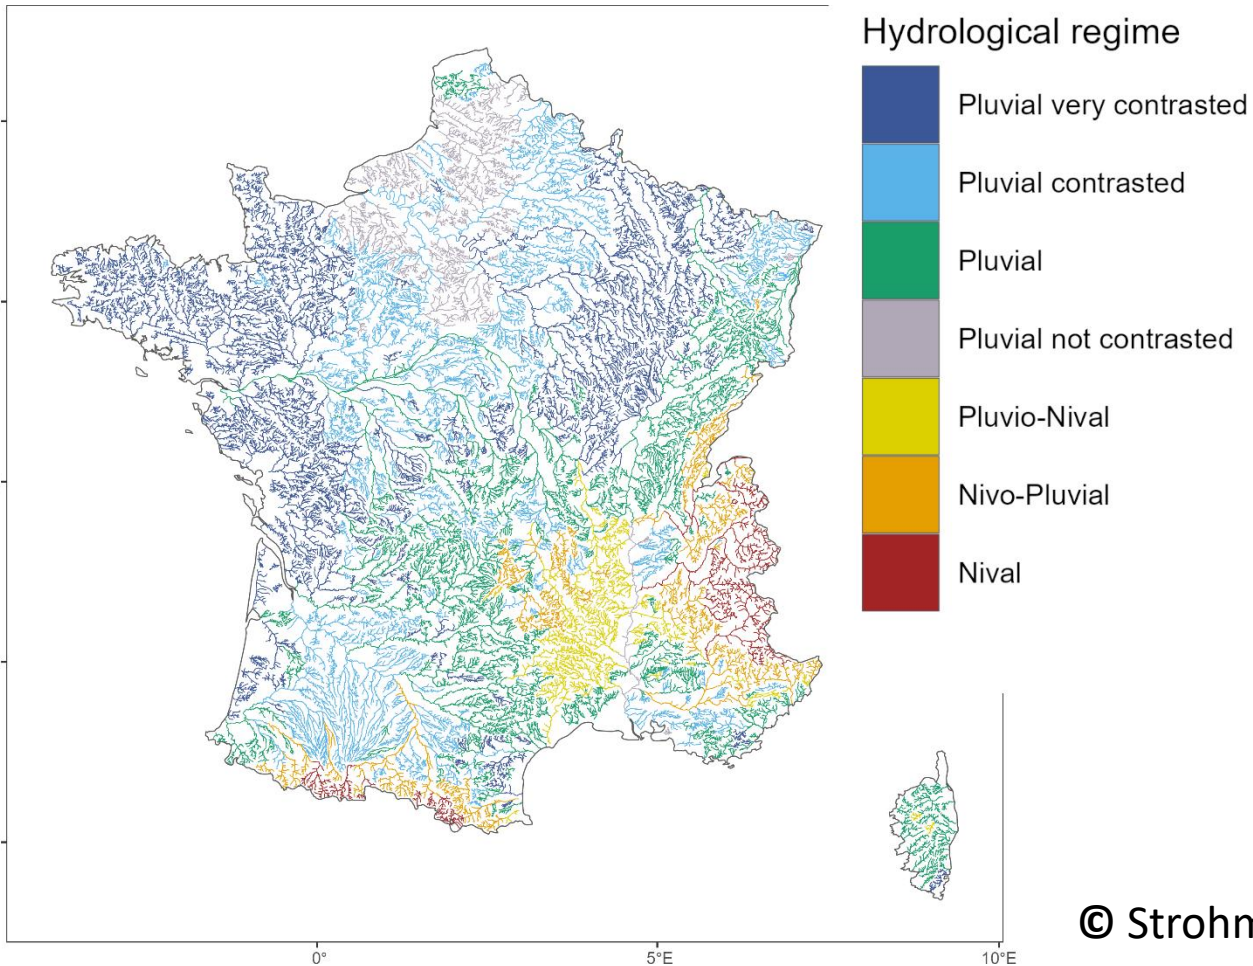 Hydrological regime
Pluvial very contrasted
Pluvial contrasted
Pluvial
Pluvial not contrasted
Pluvio-Nival
Nivo-Pluvial
Nival
© Strohm
0° 5°E 10°E